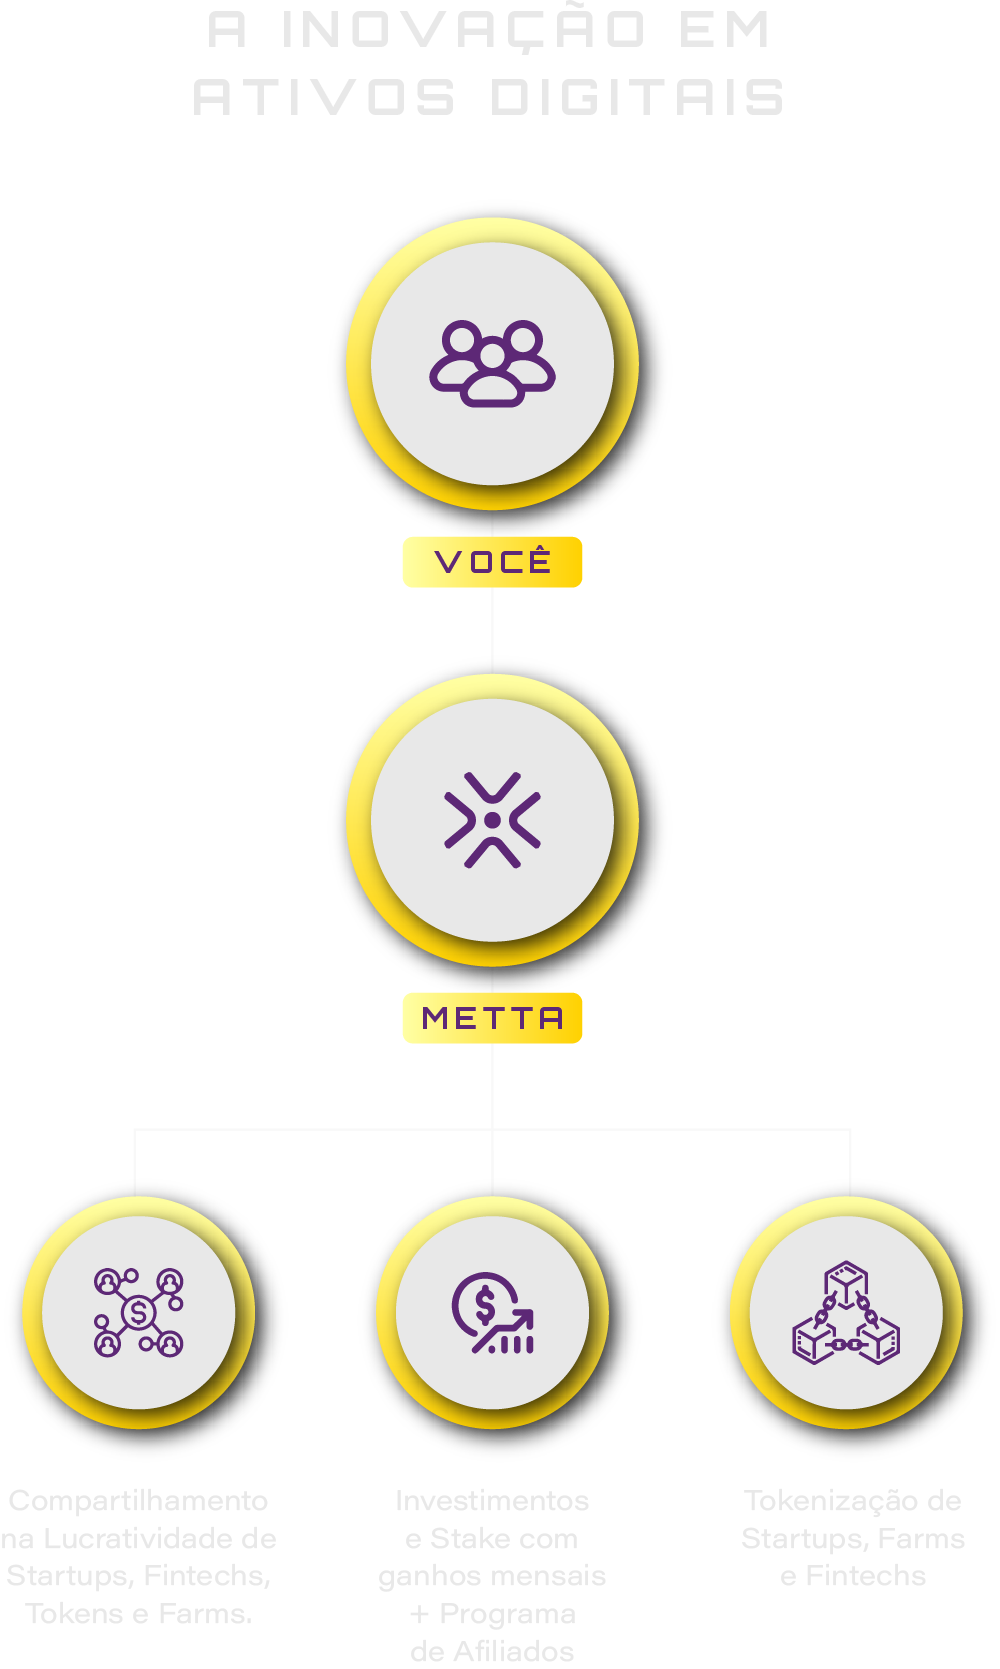 A INOVAÇÃO EM
ATIVOS DIGITAIS
VOCÊ
METTA
Compartilhamento
na Lucratividade de
Startups, Fintechs,
Tokens e Farms.
Investimentos
e Stake com
ganhos mensais
+ Programa
de Afiliados
Tokenização de
Startups, Farms
e Fintechs